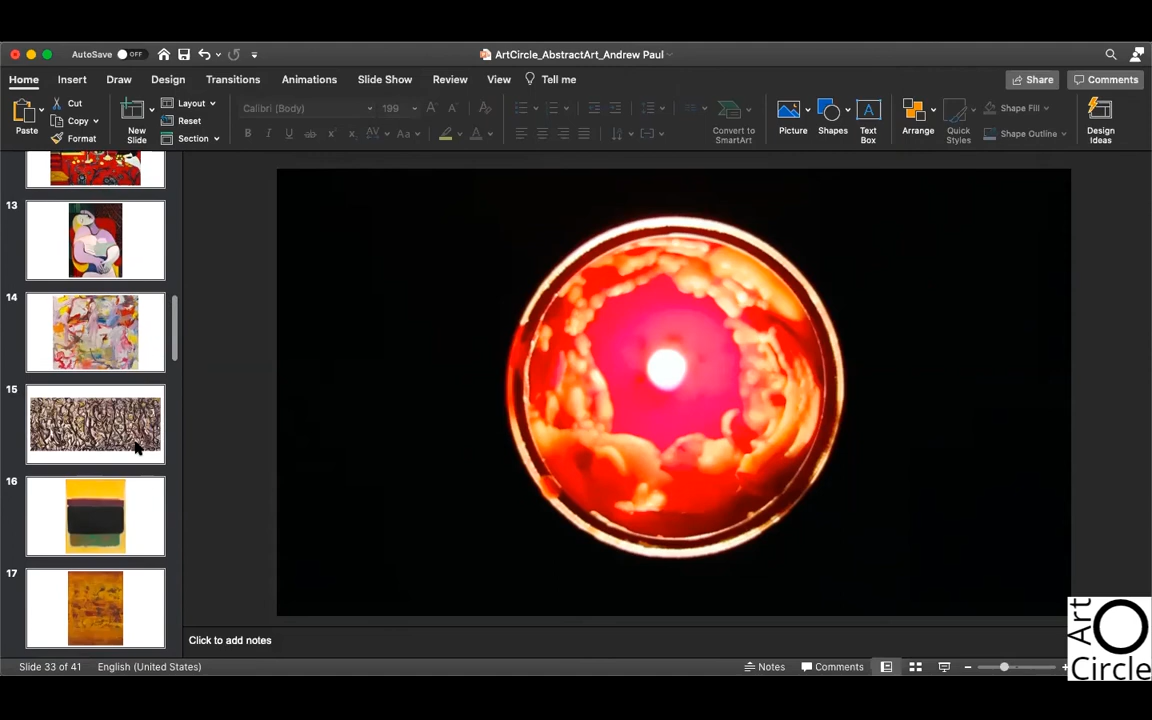 AutoSave OFF
ArtCircle_AbstractArt_Andrew Paul
Home Insert Draw Design Transitions Animations Slide Show Review View Tell me Share Comments
Paste Cut Copy Format
New Slide Layout Reset Section
Calibri (Body) 199
Convert to SmartArt
Picture Shapes Text Box Arrange Quick Styles Shape Fill Shape Outline Design Ideas
13
14
15
16
17
Click to add notes
Slide 33 of 41 English (United States) Notes Comments
Art
Circle